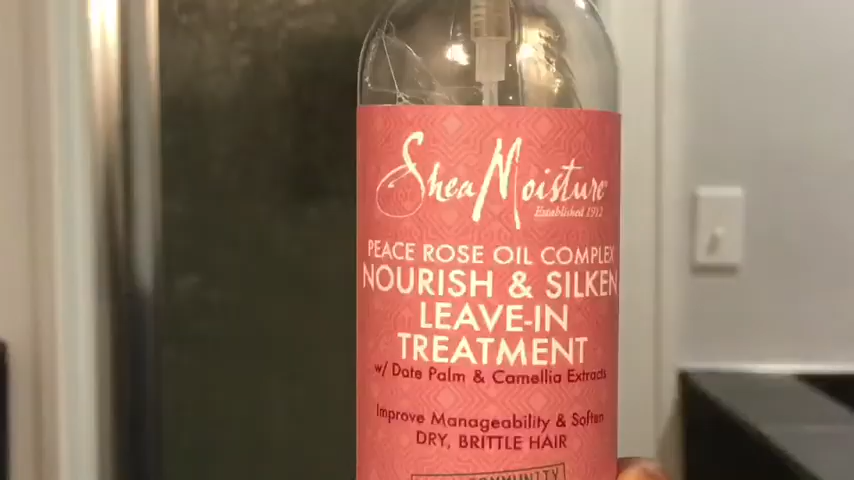 SheaMoisture
Established 1912
PEACE ROSE OIL COMPLEX
NOURISH & SILKEN
LEAVE-IN
TREATMENT
w/ Date Palm & Camellia Extracts
Improve Manageability & Soften
DRY, BRITTLE HAIR
COMMUNITY